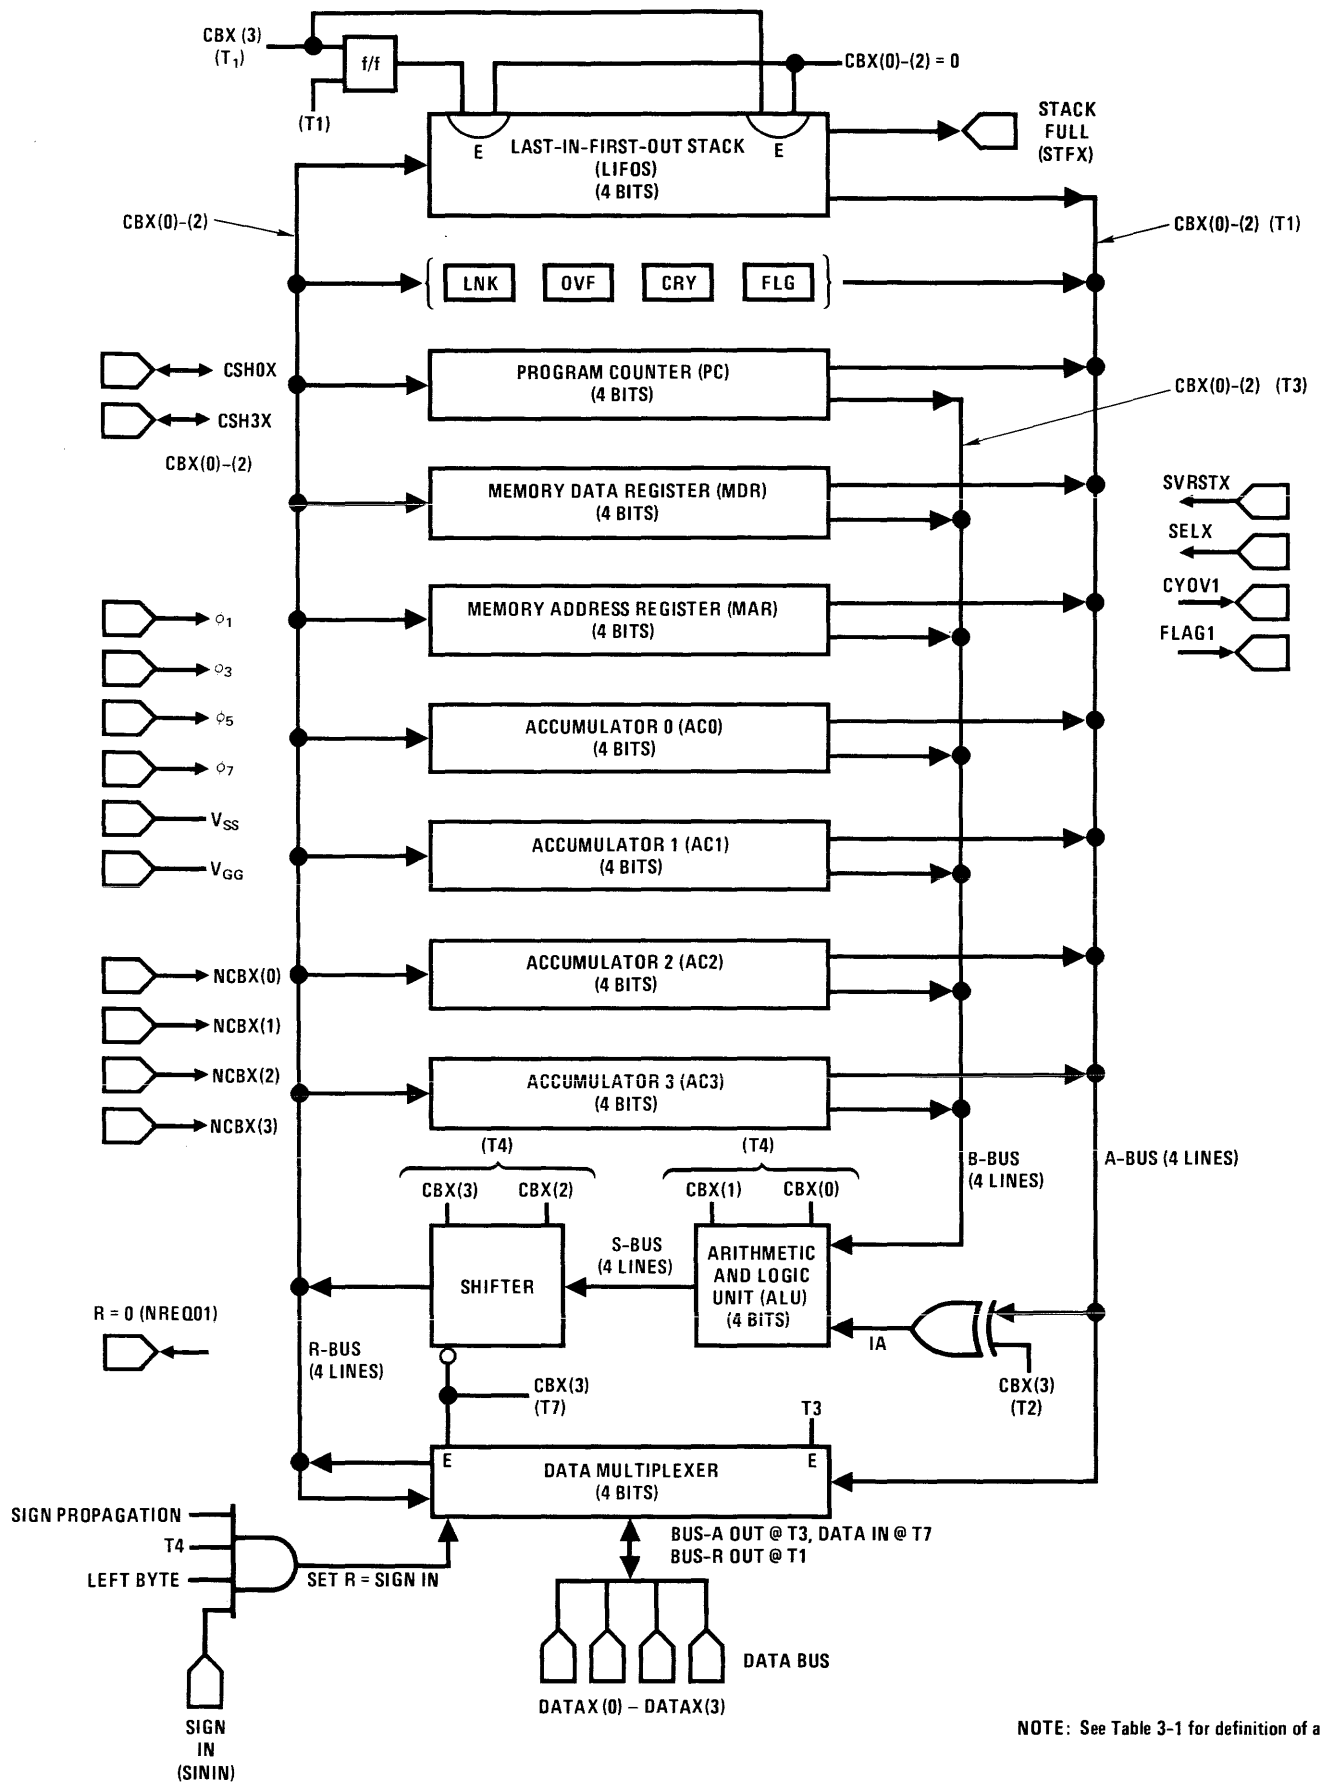 CBX (3)
(T1)
f/f
(T1)
CBX(0)-(2) = 0
E
E
LAST-IN-FIRST-OUT STACK
(LIFOS)
(4 BITS)
STACK
FULL
(STFX)
CBX(0)-(2)
CBX(0)-(2) (T1)
LNK
OVF
CRY
FLG
CSH0X
PROGRAM COUNTER (PC)
(4 BITS)
CBX(0)-(2) (T3)
CSH3X
CBX(0)-(2)
MEMORY DATA REGISTER (MDR)
(4 BITS)
SVRSTX
SELX
CYOV1
FLAG1
MEMORY ADDRESS REGISTER (MAR)
(4 BITS)
φ1
φ3
φ5
φ7
VSS
VGG
ACCUMULATOR 0 (AC0)
(4 BITS)
ACCUMULATOR 1 (AC1)
(4 BITS)
ACCUMULATOR 2 (AC2)
(4 BITS)
NCBX(0)
NCBX(1)
NCBX(2)
NCBX(3)
ACCUMULATOR 3 (AC3)
(4 BITS)
(T4)
(T4)
CBX(3)
CBX(2)
CBX(1)
CBX(0)
B-BUS
(4 LINES)
A-BUS (4 LINES)
SHIFTER
S-BUS
(4 LINES)
ARITHMETIC
AND LOGIC
UNIT (ALU)
(4 BITS)
IA
CBX(3)
(T2)
R = 0 (NREQ01)
R-BUS
(4 LINES)
CBX(3)
(T7)
T3
E
E
DATA MULTIPLEXER
(4 BITS)
SIGN PROPAGATION
T4
LEFT BYTE
SET R = SIGN IN
BUS-A OUT @ T3, DATA IN @ T7
BUS-R OUT @ T1
DATA BUS
DATAX (0) – DATAX(3)
SIGN
IN
(SININ)
NOTE: See Table 3-1 for definition of a